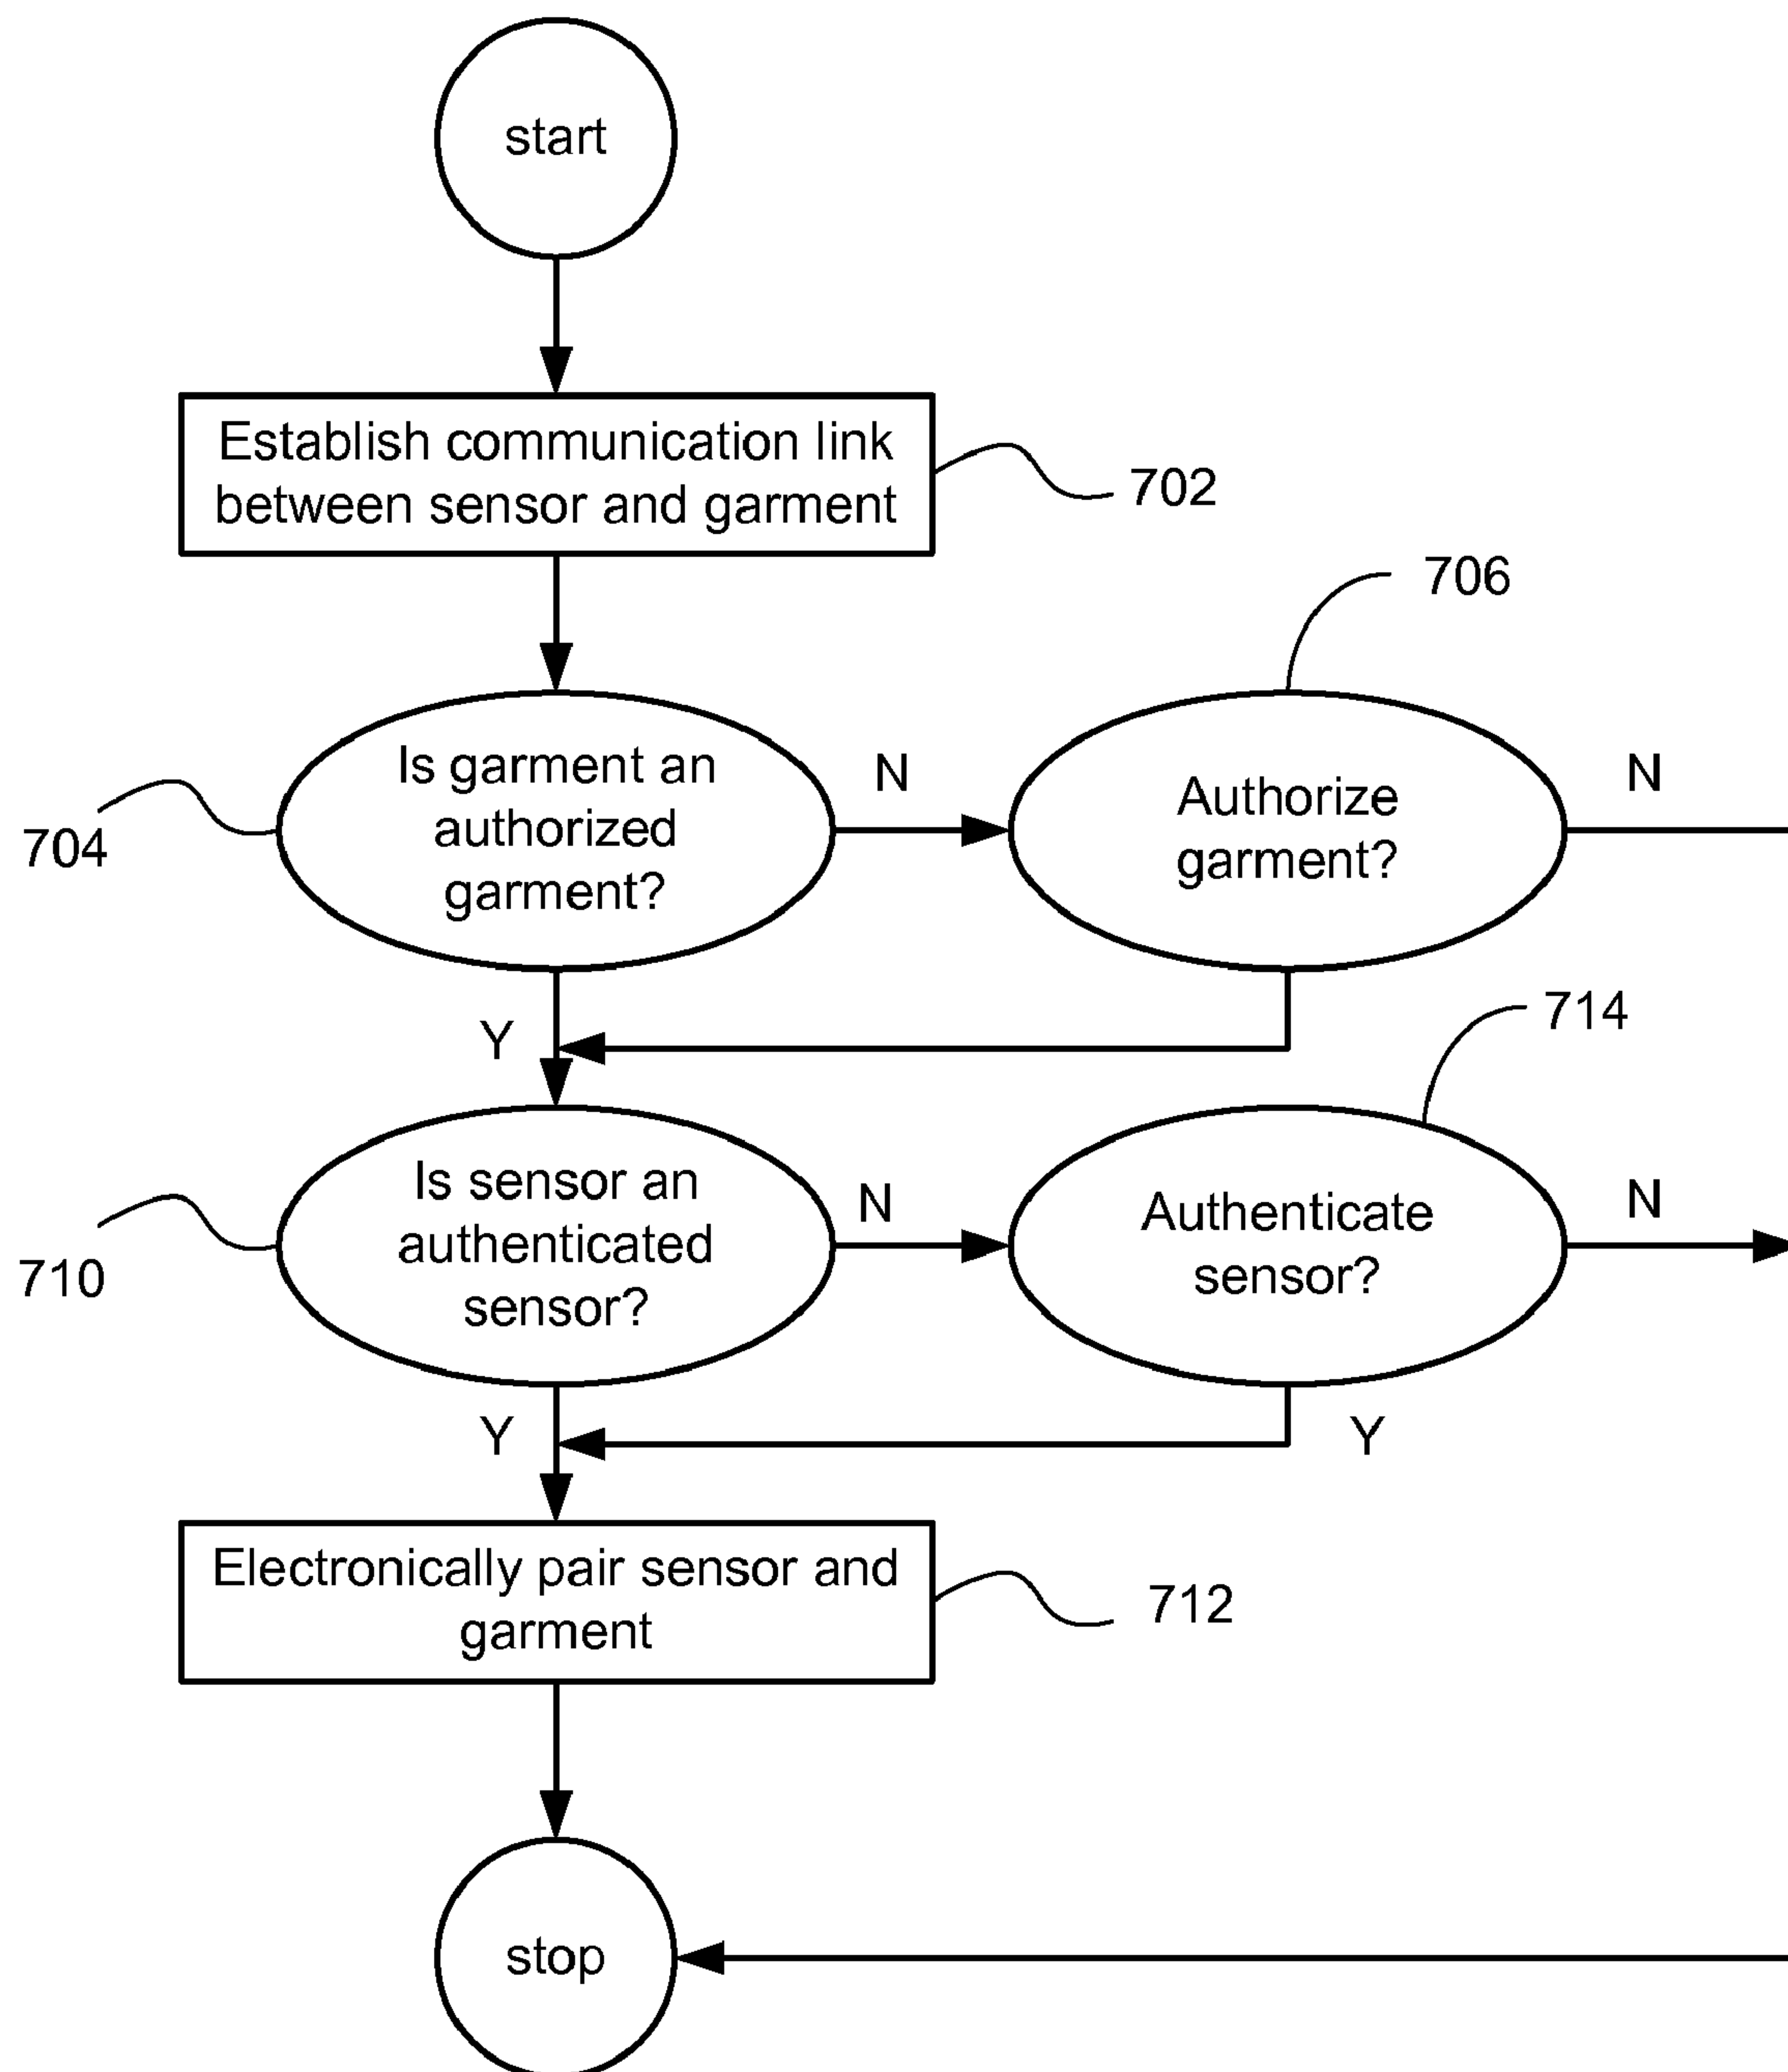 start
Establish communication link
between sensor and garment
702
706
Is garment an
authorized
garment?
N
Authorize
garment?
N
704
Y
714
Is sensor an
authenticated
sensor?
N
Authenticate
sensor?
N
710
Y
Y
Electronically pair sensor and
garment
712
stop